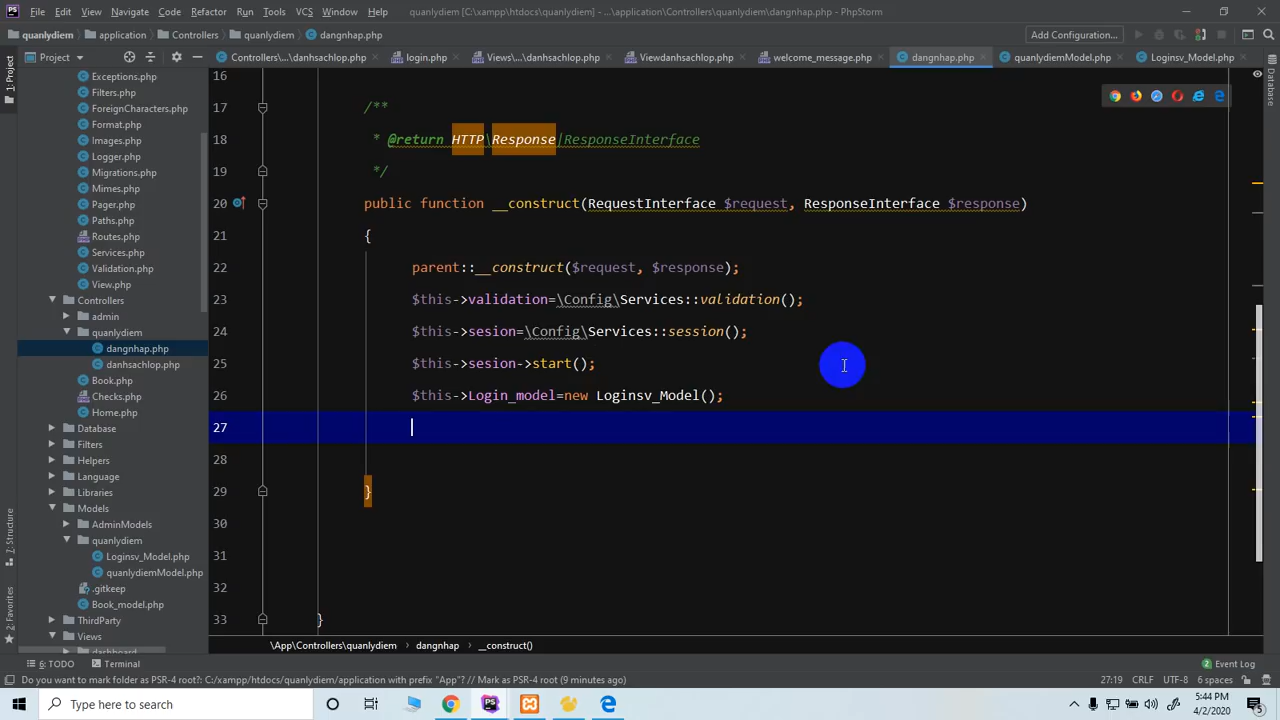 File Edit View Navigate Code Refactor Run Tools VCS Window Help quanlydiem [C:\xampp\htdocs\quanlydiem] - ...\application\Controllers\quanlydiem\dangnhap.php - PhpStorm
quanlydiem application Controllers quanlydiem dangnhap.php Add Configuration...
Project Controllers\...\danhsachlop.php login.php Views\...\danhsachlop.php Viewdanhsachlop.php welcome_message.php dangnhap.php quanlydiemModel.php Loginsv_Model.php
1: Project
Database
7: Structure
2: Favorites
Exceptions.php
Filters.php
ForeignCharacters.php
Format.php
Images.php
Logger.php
Migrations.php
Mimes.php
Pager.php
Paths.php
Routes.php
Services.php
Validation.php
View.php
Controllers
admin
quanlydiem
dangnhap.php
danhsachlop.php
Book.php
Checks.php
Home.php
Database
Filters
Helpers
Language
Libraries
Models
AdminModels
quanlydiem
Loginsv_Model.php
quanlydiemModel.php
.gitkeep
Book_model.php
ThirdParty
Views
dashboard
16
17 /**
18 * @return HTTP\Response|ResponseInterface
19 */
20 public function __construct(RequestInterface $request, ResponseInterface $response)
21 {
22 parent::__construct($request, $response);
23 $this->validation=\Config\Services::validation();
24 $this->sesion=\Config\Services::session();
25 $this->sesion->start();
26 $this->Login_model=new Loginsv_Model();
27
28
29 }
30
31
32
33 }
\App\Controllers\quanlydiem dangnhap __construct()
6: TODO Terminal 2 Event Log
Do you want to mark folder as PSR-4 root?: C:/xampp/htdocs/quanlydiem/application with prefix "App"? // Mark as PSR-4 root (9 minutes ago) 27:19 CRLF UTF-8 6 spaces
Type here to search
5:44 PM
4/2/2020
5